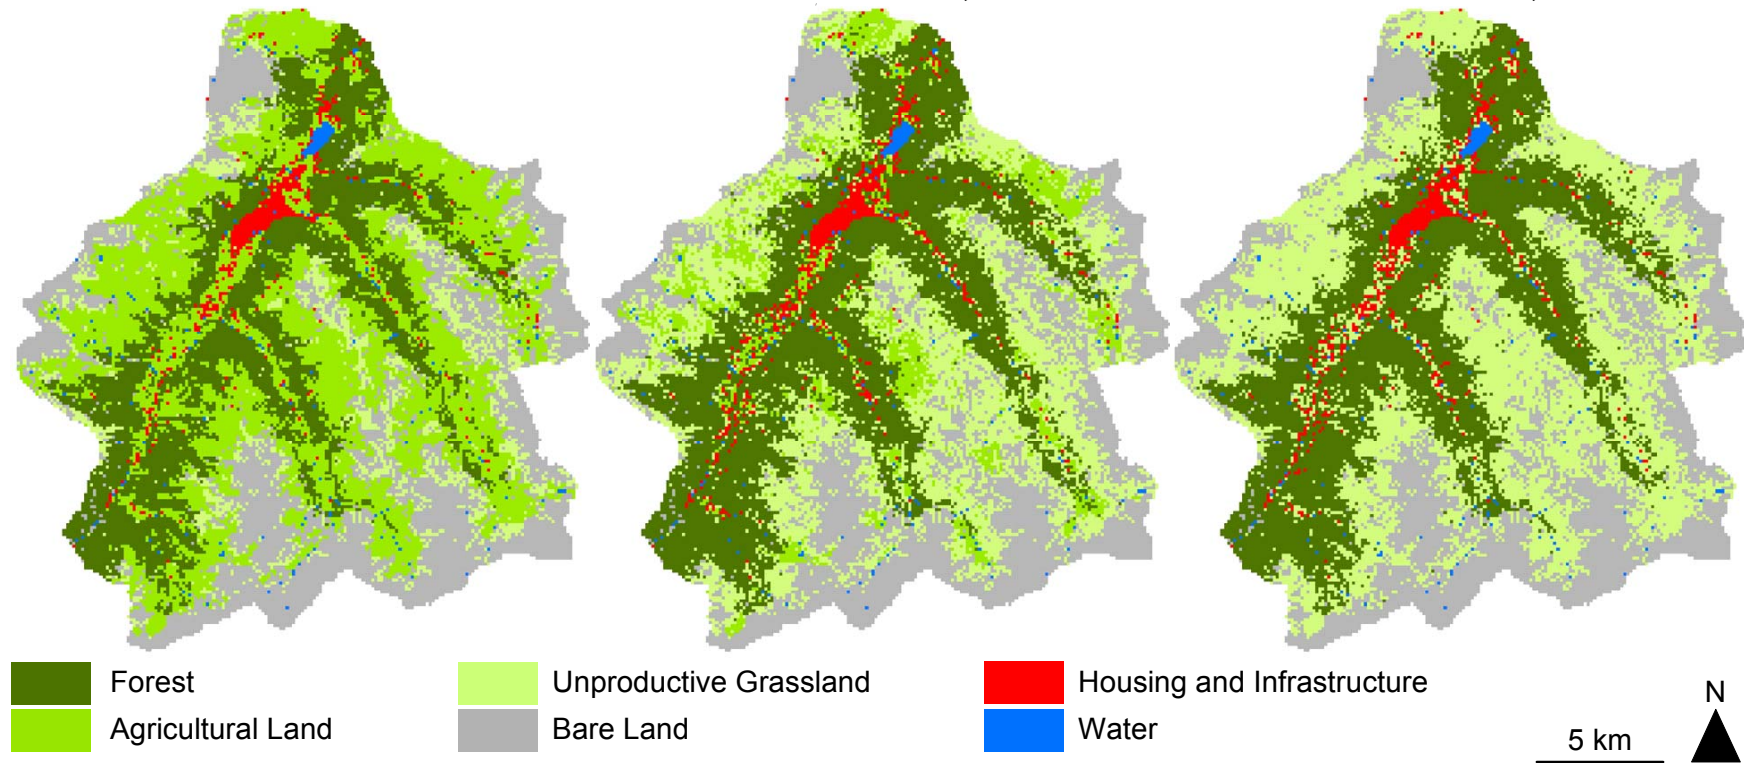 Forest
Unproductive Grassland
Housing and Infrastructure
N
Agricultural Land
Bare Land
Water
5 km